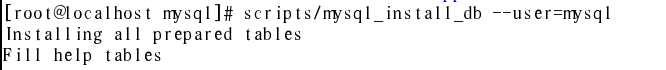 [root@localhost mysql]# scripts/mysql_install_db --user=mysql
Installing all prepared tables
Fill help tables